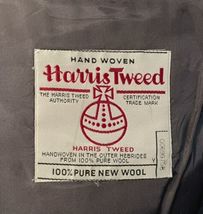 HAND WOVEN
Harris Tweed
THE HARRIS TWEED CERTIFICATION
AUTHORITY TRADE MARK
HARRIS TWEED
HANDWOVEN IN THE OUTER HEBRIDES
FROM 100% PURE WOOL
100% PURE NEW WOOL